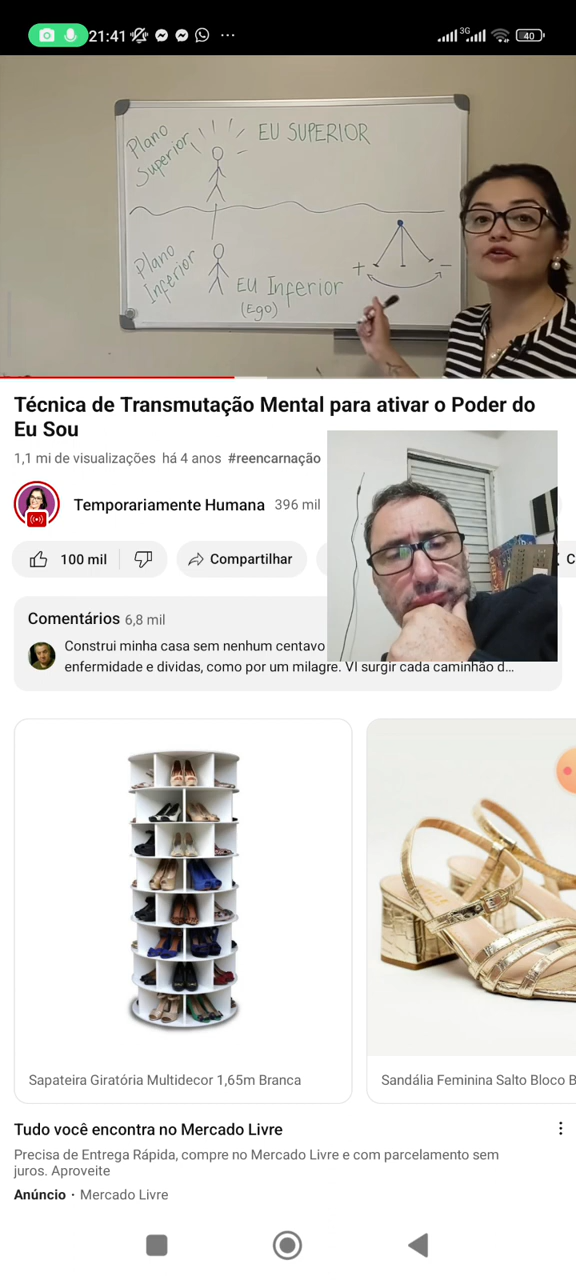 21:41
3G
40
Plano
Superior
EU SUPERIOR
Plano
Inferior
EU Inferior
(Ego)
+
-
Técnica de Transmutação Mental para ativar o Poder do
Eu Sou
1,1 mi de visualizações há 4 anos #reencarnação
Temporariamente Humana 396 mil
100 mil
Compartilhar
C
Comentários 6,8 mil
Construi minha casa sem nenhum centavo
enfermidade e dividas, como por um milagre. VI surgir cada caminhão d...
Sapateira Giratória Multidecor 1,65m Branca
Sandália Feminina Salto Bloco B
Tudo você encontra no Mercado Livre
Precisa de Entrega Rápida, compre no Mercado Livre e com parcelamento sem
juros. Aproveite
Anúncio · Mercado Livre